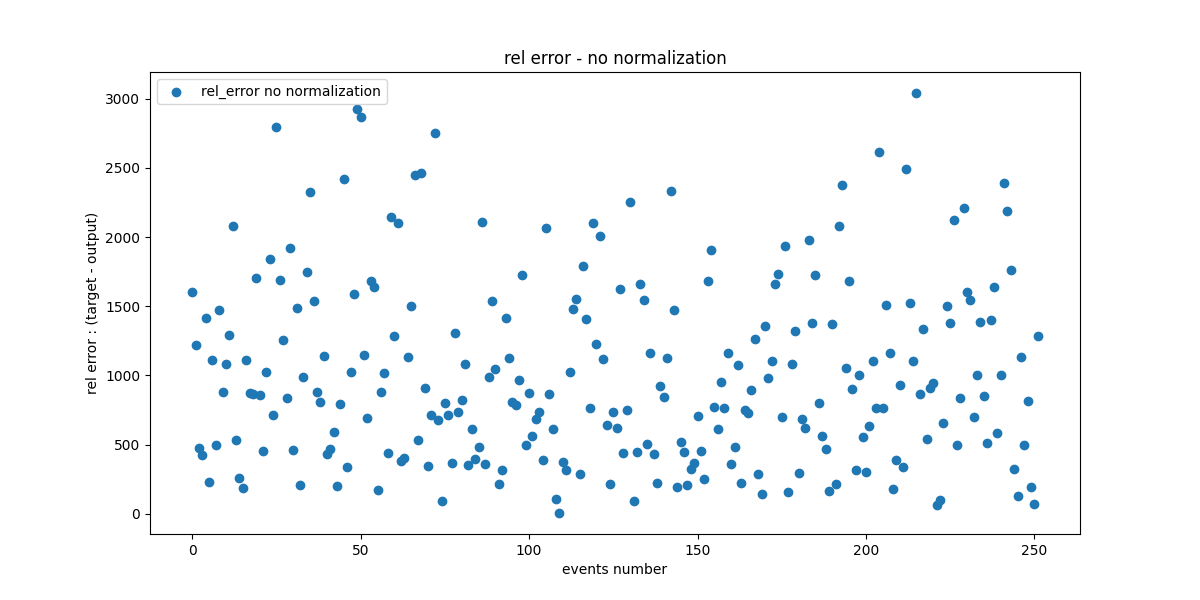 rel error - no normalization
rel_error no normalization
rel error : (target - output)
3000
2500
2000
1500
1000
500
0
0 50 100 150 200 250
events number